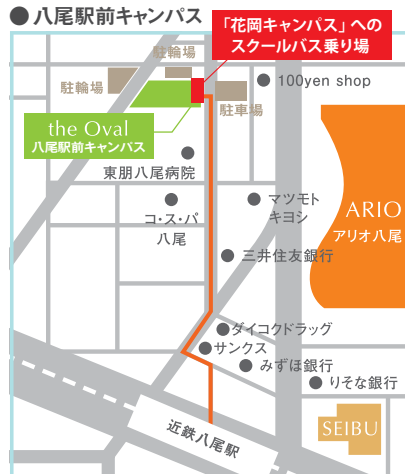 ● 八尾駅前キャンパス
「花岡キャンパス」への
スクールバス乗り場
駐輪場
駐輪場
駐車場
100yen shop
the Oval
八尾駅前キャンパス
東朋八尾病院
コ・ス・パ
八尾
マツモト
キヨシ
ARIO
アリオ八尾
三井住友銀行
ダイコクドラッグ
サンクス
みずほ銀行
りそな銀行
近鉄八尾駅
SEIBU